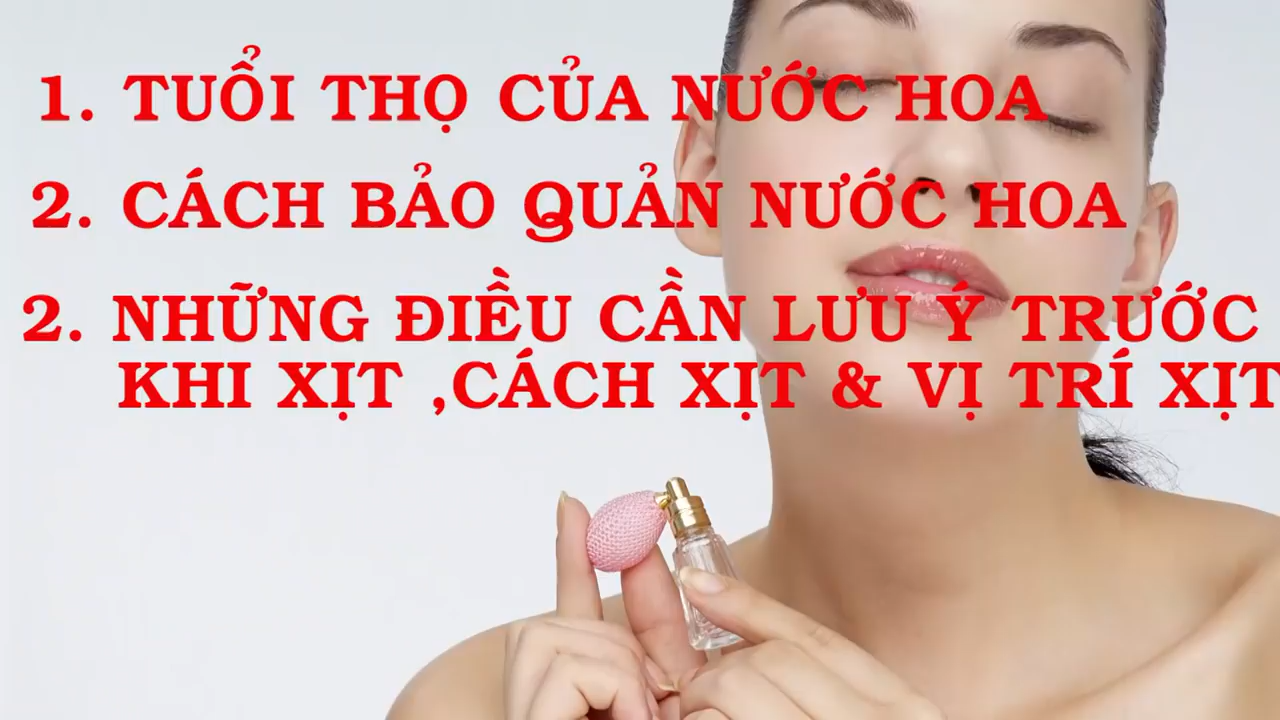 1. TUỔI THỌ CỦA NƯỚC HOA
2. CÁCH BẢO QUẢN NƯỚC HOA
2. NHỮNG ĐIỀU CẦN LƯU Ý TRƯỚC
KHI XỊT ,CÁCH XỊT & VỊ TRÍ XỊT